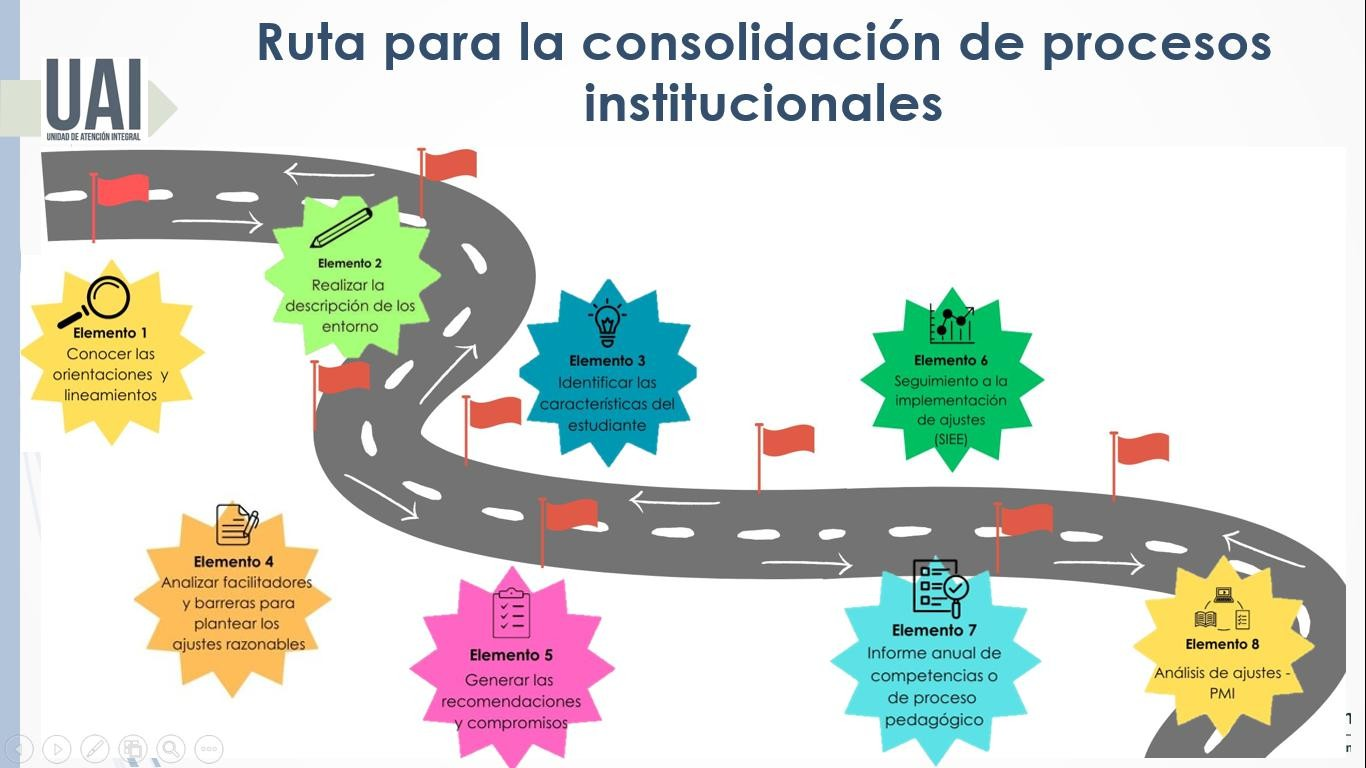 Ruta para la consolidación de procesos
institucionales
UAI
UNIDAD DE ATENCIÓN INTEGRAL
Elemento 1
Conocer las
orientaciones y
lineamientos
Elemento 2
Realizar la
descripción de los
entorno
Elemento 3
Identificar las
características del
estudiante
Elemento 4
Analizar facilitadores
y barreras para
plantear los
ajustes razonables
Elemento 5
Generar las
recomendaciones
y compromisos
Elemento 6
Seguimiento a la
implementación
de ajustes
(SIEE)
Elemento 7
Informe anual de
competencias o
de proceso
pedagógico
Elemento 8
Análisis de ajustes -
PMI